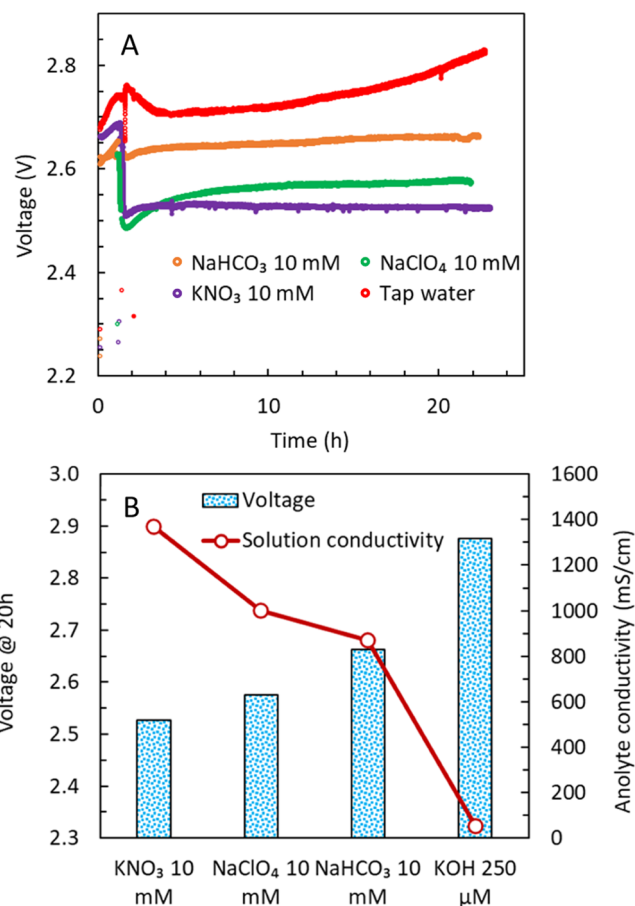 A
2.8
2.6
2.4
2.2
Voltage (V)
NaHCO₃ 10 mM
NaClO₄ 10 mM
KNO₃ 10 mM
Tap water
0
10
20
Time (h)
B
3.0
2.9
2.8
2.7
2.6
2.5
2.4
2.3
Voltage @ 20h
Voltage
Solution conductivity
1600
1400
1200
1000
800
600
400
200
0
Anolyte conductivity (mS/cm)
KNO₃ 10
mM
NaClO₄ 10
mM
NaHCO₃ 10
mM
KOH 250
µM